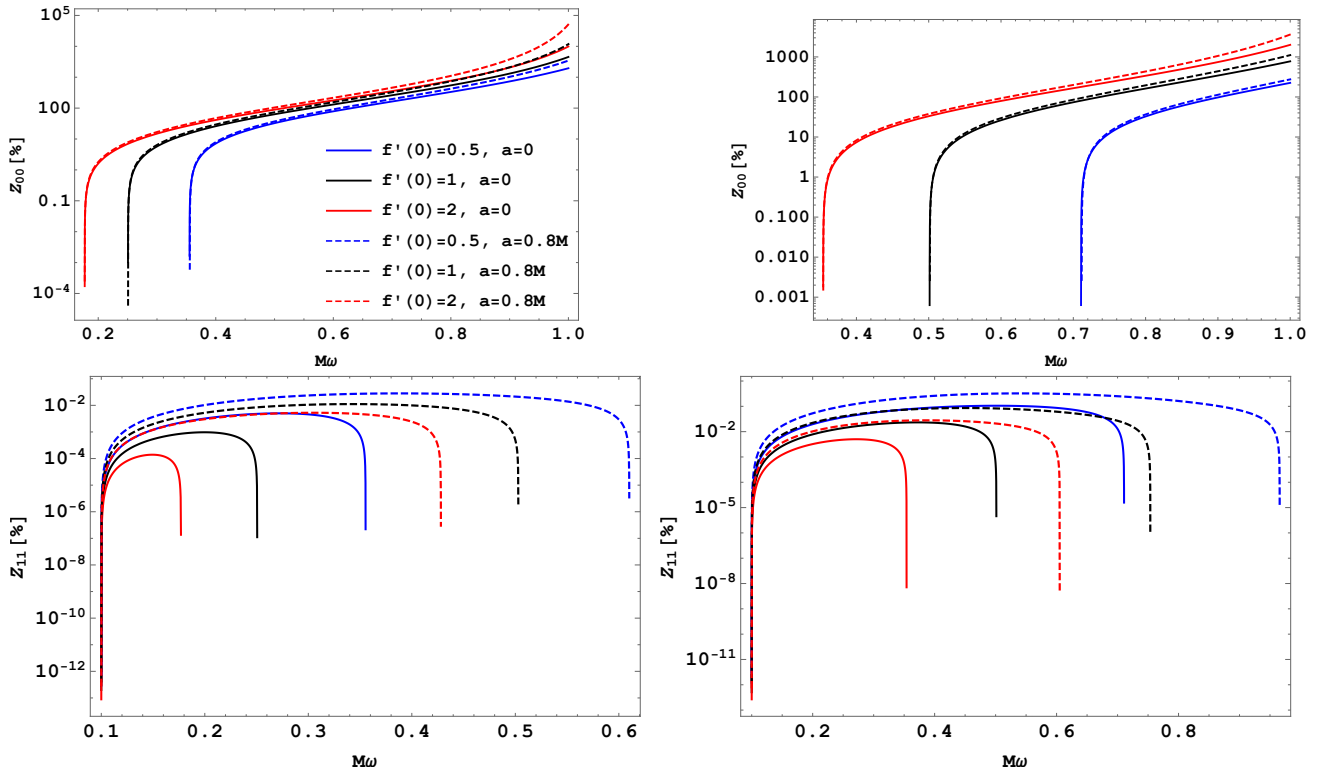 10^5
100
0.1
10^-4
Z_00 [%]
f'(0)=0.5, a=0
f'(0)=1, a=0
f'(0)=2, a=0
f'(0)=0.5, a=0.8M
f'(0)=1, a=0.8M
f'(0)=2, a=0.8M
0.2 0.4 0.6 0.8 1.0
Mω
1000
100
10
1
0.100
0.010
0.001
Z_00 [%]
0.4 0.5 0.6 0.7 0.8 0.9 1.0
Mω
10^-2
10^-4
10^-6
10^-8
10^-10
10^-12
Z_11 [%]
0.1 0.2 0.3 0.4 0.5 0.6
Mω
10^-2
10^-5
10^-8
10^-11
Z_11 [%]
0.2 0.4 0.6 0.8
Mω